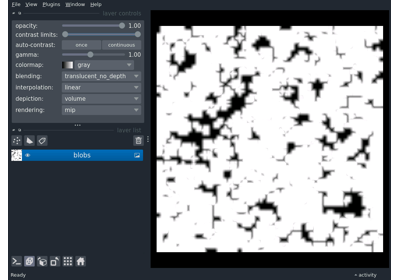 File View Plugins Window Help
layer controls
opacity: 1.00
contrast limits:
auto-contrast: once continuous
gamma: 1.00
colormap: gray
blending: translucent_no_depth
interpolation: linear
depiction: volume
rendering: mip
layer list
blobs
Ready activity